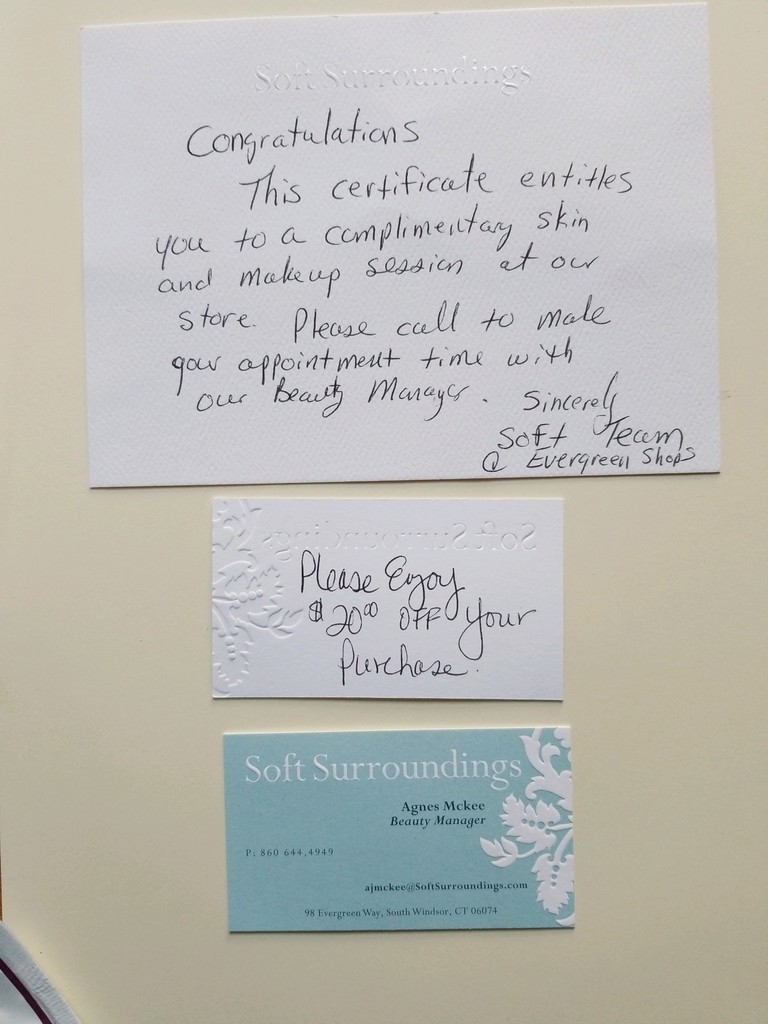 Soft Surroundings
Congratulations
This certificate entitles
you to a complimentary skin
and makeup session at our
store. Please call to make
your appointment time with
our Beauty Manager. Sincerely
Soft Team
@ Evergreen Shops
Soft Surroundings
Please Enjoy
$20.00 OFF Your
Purchase.
Soft Surroundings
Agnes Mckee
Beauty Manager
P: 860 644.4949
ajmckee@SoftSurroundings.com
98 Evergreen Way, South Windsor, CT 06074